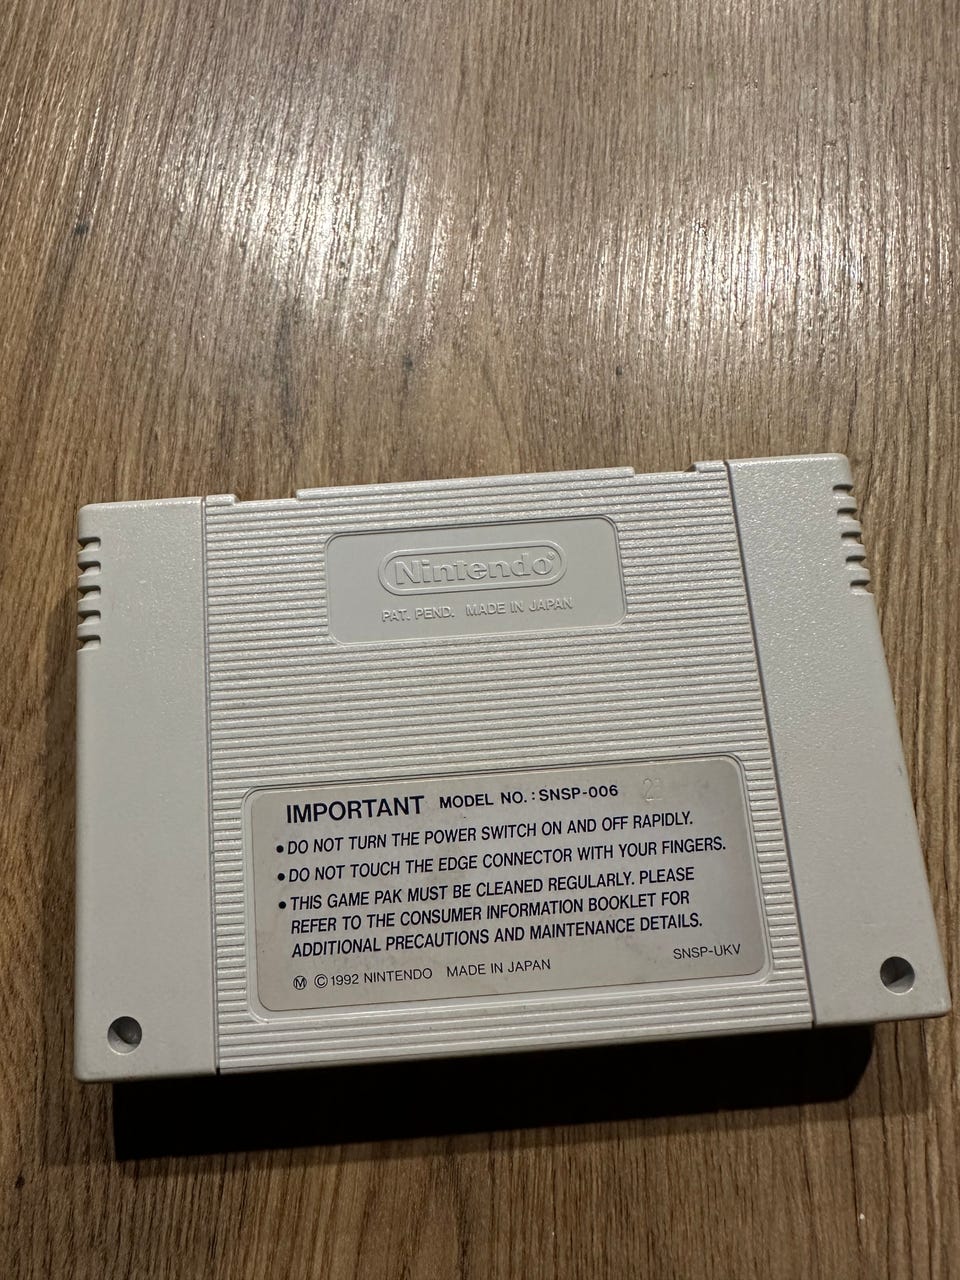 Nintendo®
PAT. PEND. MADE IN JAPAN
IMPORTANT MODEL NO.: SNSP-006 22
• DO NOT TURN THE POWER SWITCH ON AND OFF RAPIDLY.
• DO NOT TOUCH THE EDGE CONNECTOR WITH YOUR FINGERS.
• THIS GAME PAK MUST BE CLEANED REGULARLY. PLEASE
REFER TO THE CONSUMER INFORMATION BOOKLET FOR
ADDITIONAL PRECAUTIONS AND MAINTENANCE DETAILS.
Ⓜ ©1992 NINTENDO MADE IN JAPAN SNSP-UKV